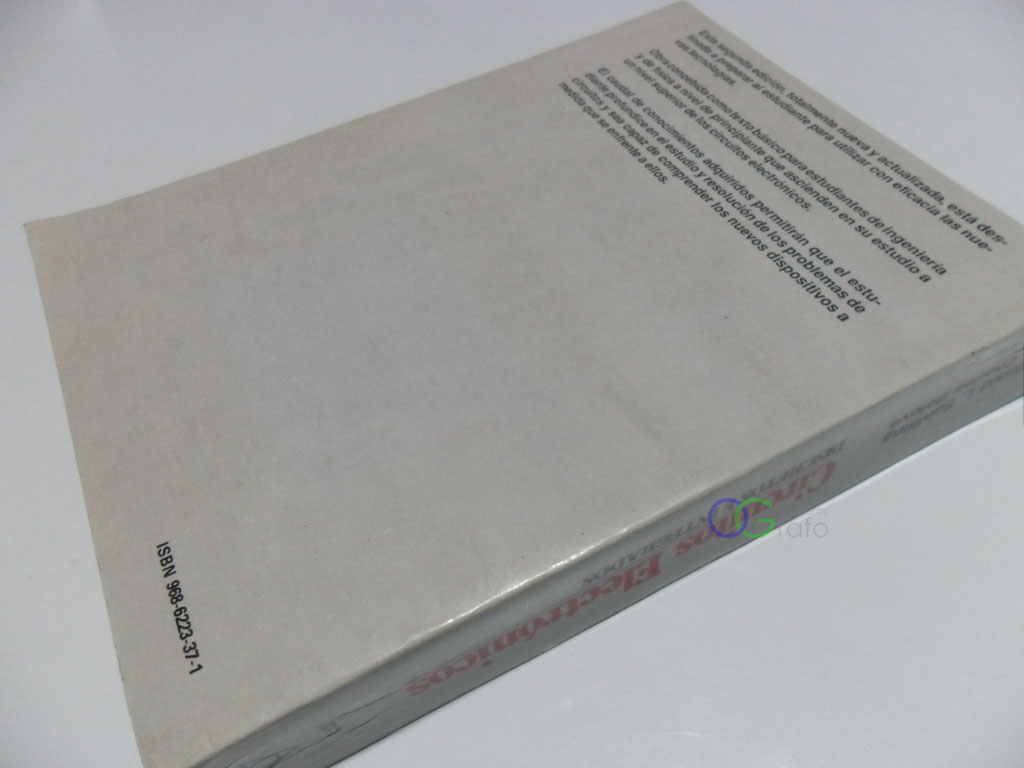 Esta segunda edición, totalmente nueva y actualizada, está des-
tinada a preparar al estudiante para utilizar con eficacia las nue-
vas tecnologías.
Obra concebida como texto básico para estudiantes de ingeniería
y de física a nivel de principiante que ascienden en su estudio a
un nivel superior de los circuitos electrónicos.
El caudal de conocimientos adquiridos permitirán que el estu-
diante profundice en el estudio y resolución de los problemas de
circuitos y sea capaz de comprender los nuevos dispositivos a
medida que se enfrente a ellos.
ISBN 968-6223-37-1
Circuitos Electrónicos
DISCRETOS E INTEGRADOS
Grafo